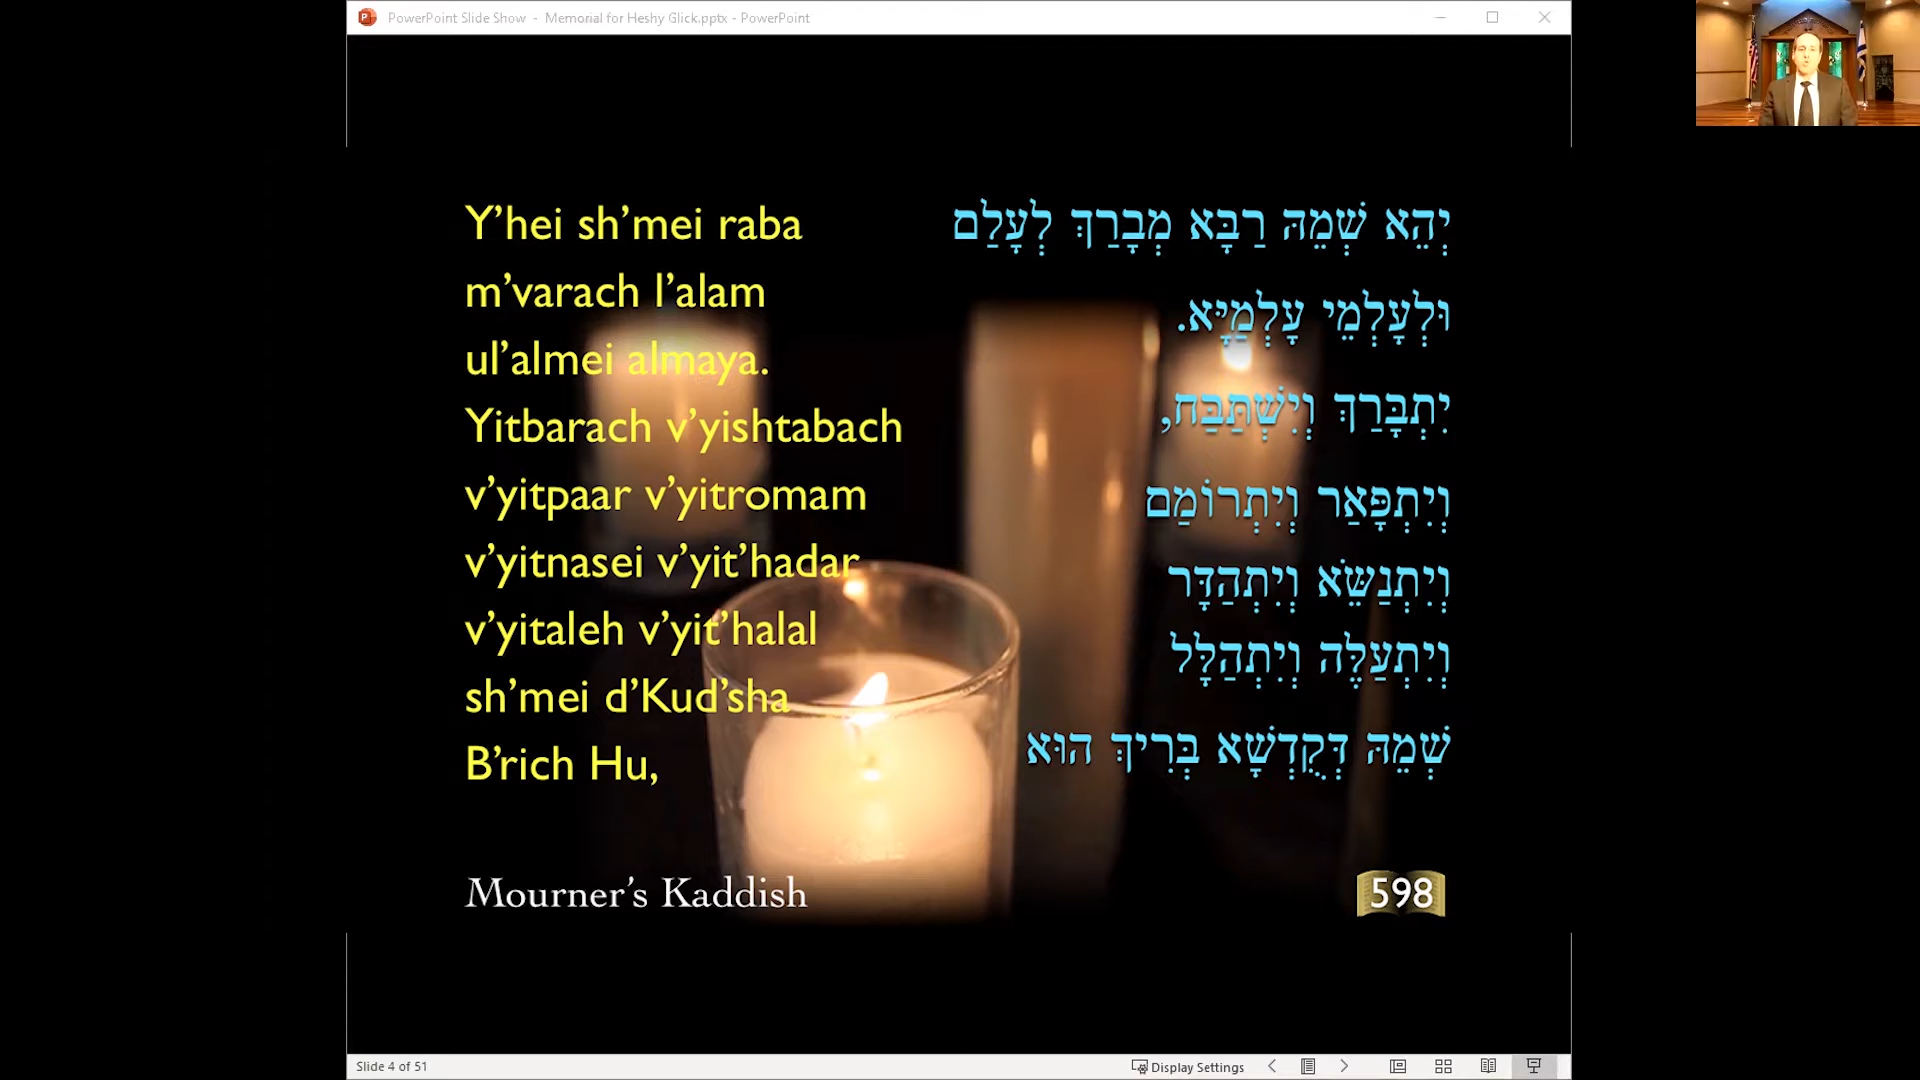 PowerPoint Slide Show - Memorial for Heshy Glick.pptx - PowerPoint
Y’hei sh’mei raba
m’varach l’alam
ul’almei almaya.
Yitbarach v’yishtabach
v’yitpaar v’yitromam
v’yitnasei v’yit’hadar
v’yitaleh v’yit’halal
sh’mei d’Kud’sha
B’rich Hu,
יְהֵא שְׁמֵהּ רַבָּא מְבָרַךְ לְעָלַם
וּלְעָלְמֵי עָלְמַיָּא.
יִתְבָּרַךְ וְיִשְׁתַּבַּח,
וְיִתְפָּאַר וְיִתְרוֹמַם
וְיִתְנַשֵּׂא וְיִתְהַדָּר
וְיִתְעַלֶּה וְיִתְהַלָּל
שְׁמֵהּ דְּקֻדְשָׁא בְּרִיךְ הוּא
Mourner’s Kaddish
598
Slide 4 of 51
Display Settings